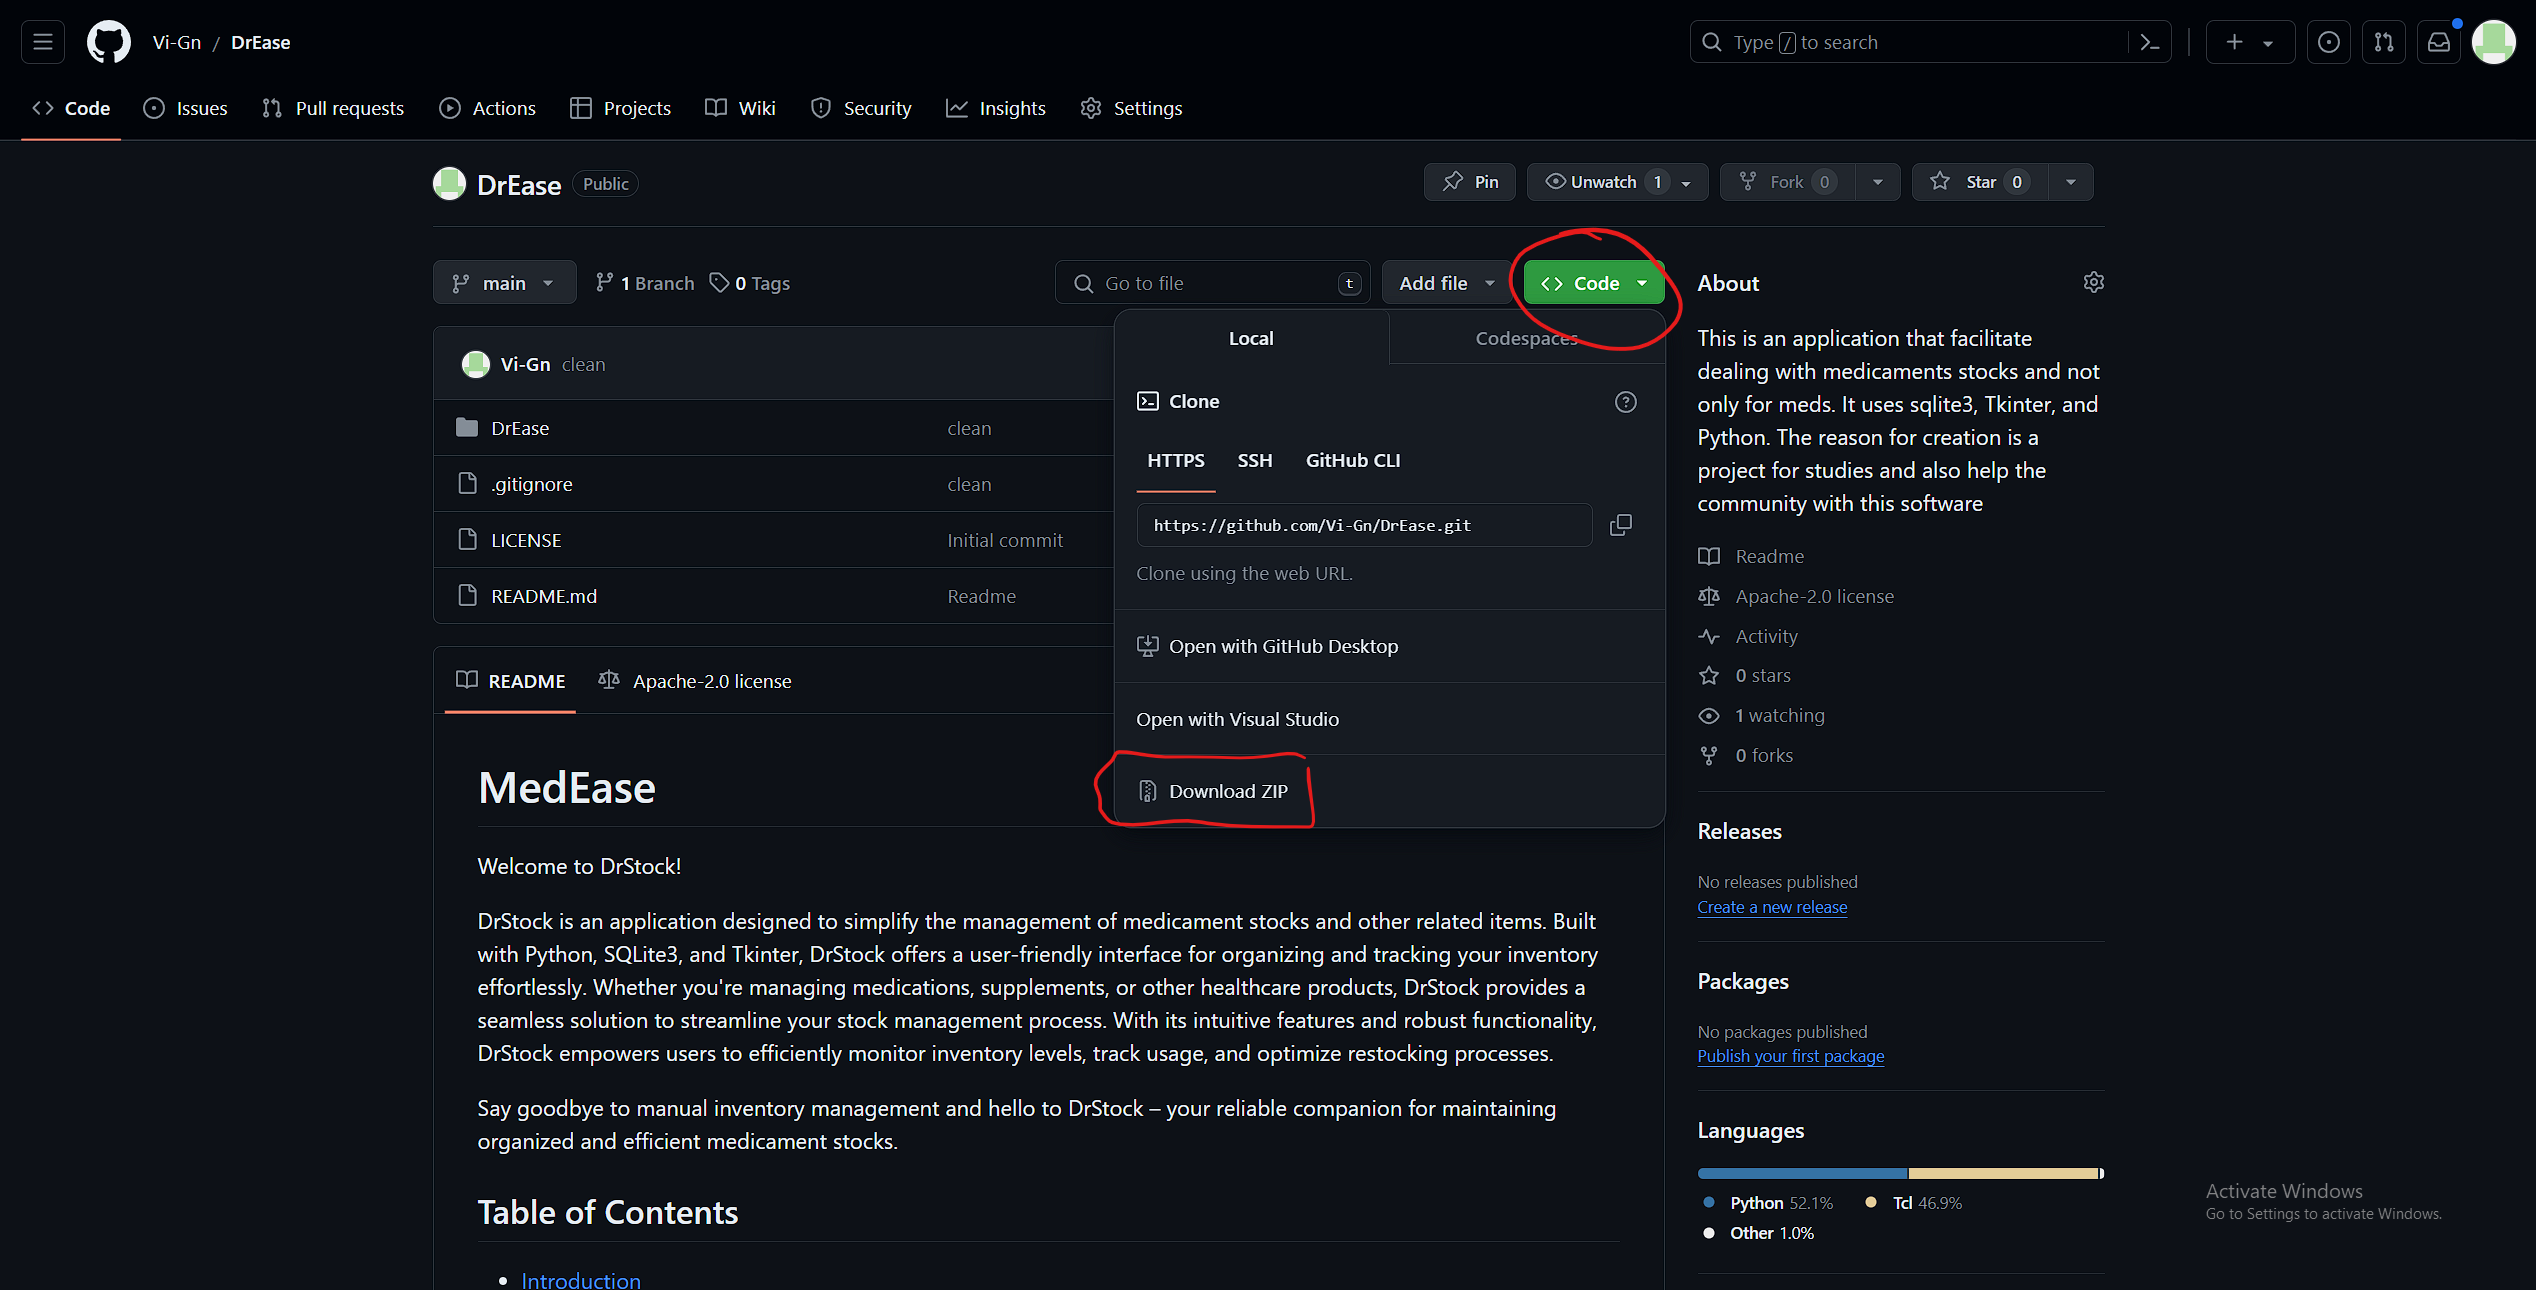 Vi-Gn / DrEase
Type / to search
Code Issues Pull requests Actions Projects Wiki Security Insights Settings
DrEase Public
Pin Unwatch 1 Fork 0 Star 0
main 1 Branch 0 Tags Go to file t Add file Code
Local Codespaces
Vi-Gn clean
Clone
DrEase clean
HTTPS SSH GitHub CLI
.gitignore clean
https://github.com/Vi-Gn/DrEase.git
LICENSE Initial commit
Clone using the web URL.
README.md Readme
Open with GitHub Desktop
README Apache-2.0 license
Open with Visual Studio
Download ZIP
MedEase
Welcome to DrStock!
DrStock is an application designed to simplify the management of medicament stocks and other related items. Built
with Python, SQLite3, and Tkinter, DrStock offers a user-friendly interface for organizing and tracking your inventory
effortlessly. Whether you're managing medications, supplements, or other healthcare products, DrStock provides a
seamless solution to streamline your stock management process. With its intuitive features and robust functionality,
DrStock empowers users to efficiently monitor inventory levels, track usage, and optimize restocking processes.
Say goodbye to manual inventory management and hello to DrStock – your reliable companion for maintaining
organized and efficient medicament stocks.
Table of Contents
• Introduction
About
This is an application that facilitate
dealing with medicaments stocks and not
only for meds. It uses sqlite3, Tkinter, and
Python. The reason for creation is a
project for studies and also help the
community with this software
Readme
Apache-2.0 license
Activity
0 stars
1 watching
0 forks
Releases
No releases published
Create a new release
Packages
No packages published
Publish your first package
Languages
Python 52.1% Tcl 46.9%
Other 1.0%
Activate Windows
Go to Settings to activate Windows.